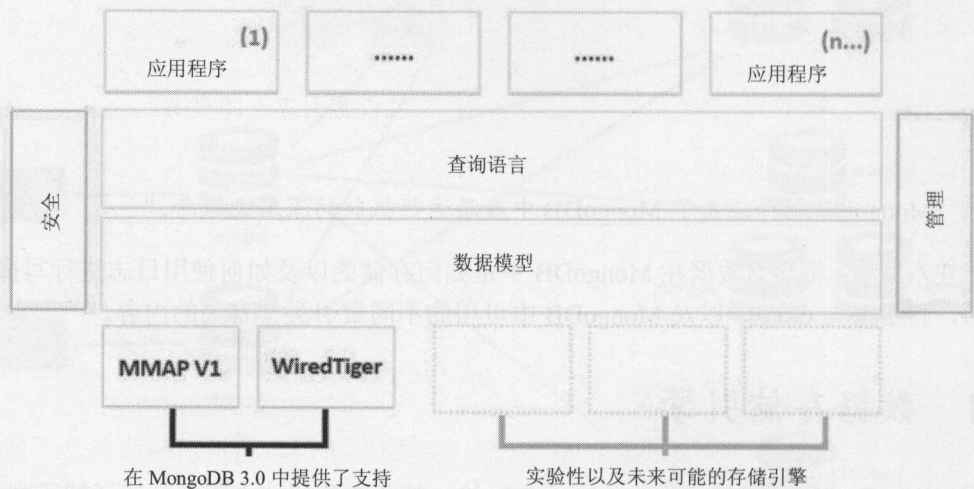 (1)
应用程序
......
......
(n...)
应用程序
安全
查询语言
管理
数据模型
MMAP V1
WiredTiger
在 MongoDB 3.0 中提供了支持
实验性以及未来可能的存储引擎